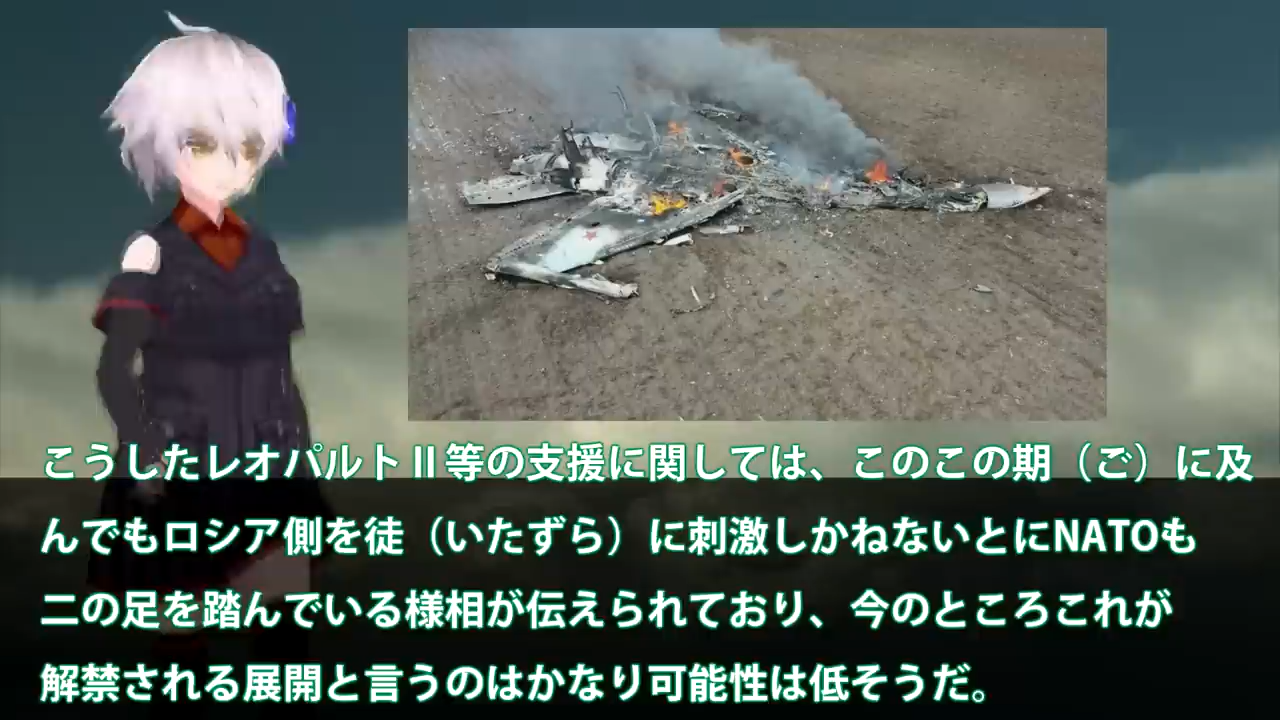 こうしたレオパルトⅡ等の支援に関しては、このこの期（ご）に及
んでもロシア側を徒（いたずら）に刺激しかねないとにNATOも
二の足を踏んでいる様相が伝えられており、今のところこれが
解禁される展開と言うのはかなり可能性は低そうだ。